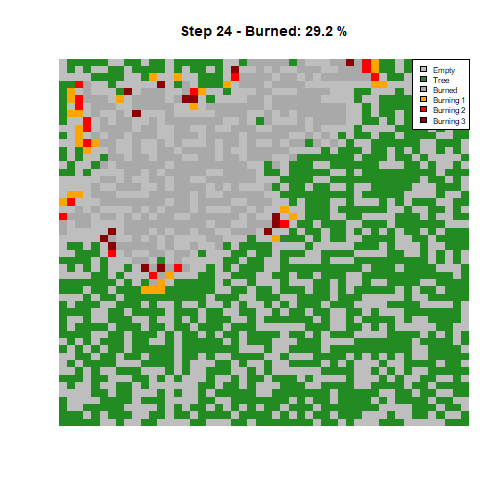 Step 24 - Burned: 29.2 %
Empty
Tree
Burned
Burning 1
Burning 2
Burning 3